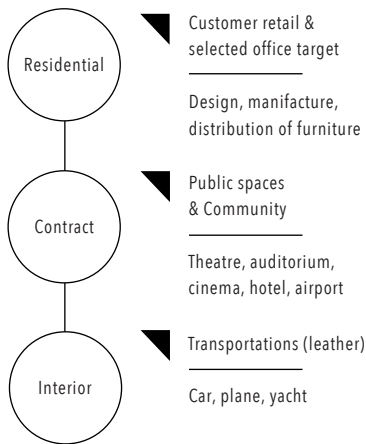 Residential
Customer retail &
selected office target
Design, manifacture,
distribution of furniture
Contract
Public spaces
& Community
Theatre, auditorium,
cinema, hotel, airport
Interior
Transportations (leather)
Car, plane, yacht